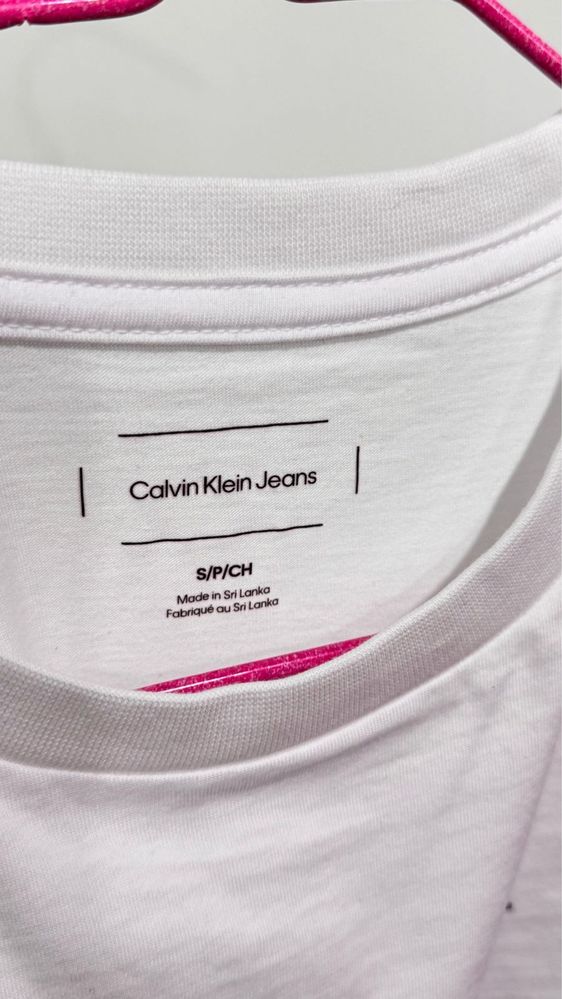 Calvin Klein Jeans
S/P/CH
Made in Sri Lanka
Fabriqué au Sri Lanka